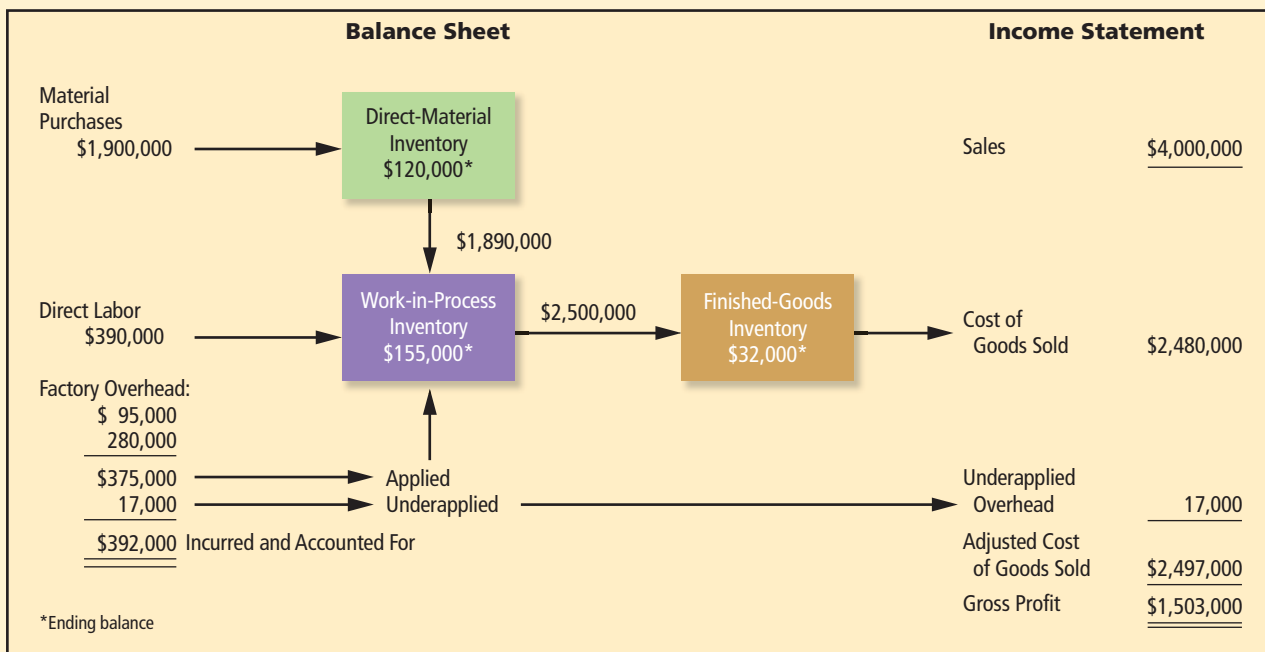 Balance Sheet
Income Statement
Material
Purchases
$1,900,000
Direct-Material
Inventory
$120,000*
Sales $4,000,000
$1,890,000
Direct Labor
$390,000
Work-in-Process
Inventory
$155,000*
$2,500,000
Finished-Goods
Inventory
$32,000*
Cost of
Goods Sold $2,480,000
Factory Overhead:
$ 95,000
280,000
$375,000 Applied
17,000 Underapplied
$392,000 Incurred and Accounted For
Underapplied
Overhead 17,000
Adjusted Cost
of Goods Sold $2,497,000
Gross Profit $1,503,000
*Ending balance